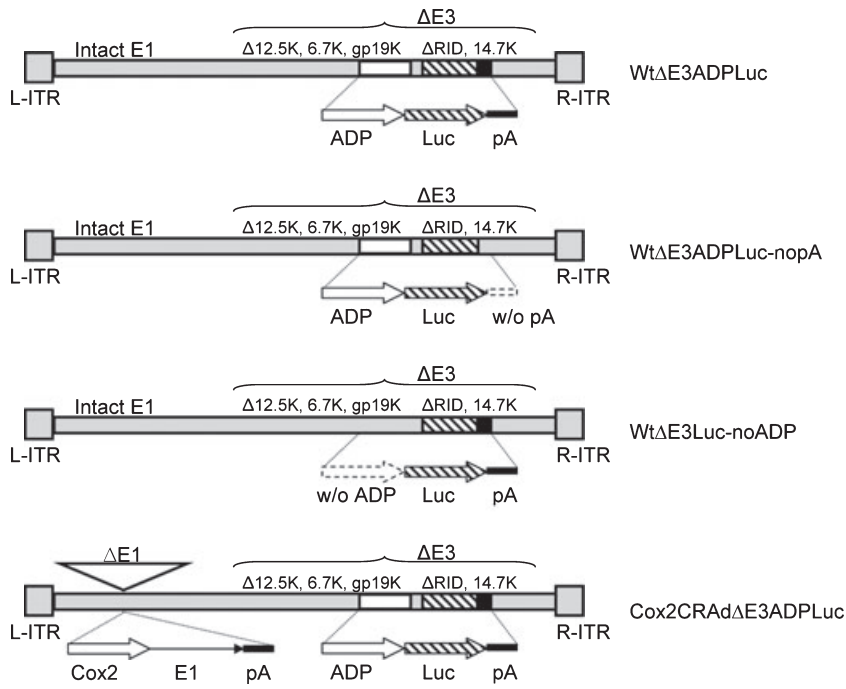 ΔE3
Intact E1
Δ12.5K, 6.7K, gp19K
ΔRID, 14.7K
WtΔE3ADPLuc
L-ITR
R-ITR
ADP
Luc
pA
ΔE3
Intact E1
Δ12.5K, 6.7K, gp19K
ΔRID, 14.7K
WtΔE3ADPLuc-nopA
L-ITR
R-ITR
ADP
Luc
w/o pA
ΔE3
Intact E1
Δ12.5K, 6.7K, gp19K
ΔRID, 14.7K
WtΔE3Luc-noADP
L-ITR
R-ITR
w/o ADP
Luc
pA
ΔE1
ΔE3
Δ12.5K, 6.7K, gp19K
ΔRID, 14.7K
Cox2CRAdΔE3ADPLuc
L-ITR
R-ITR
Cox2
E1
pA
ADP
Luc
pA